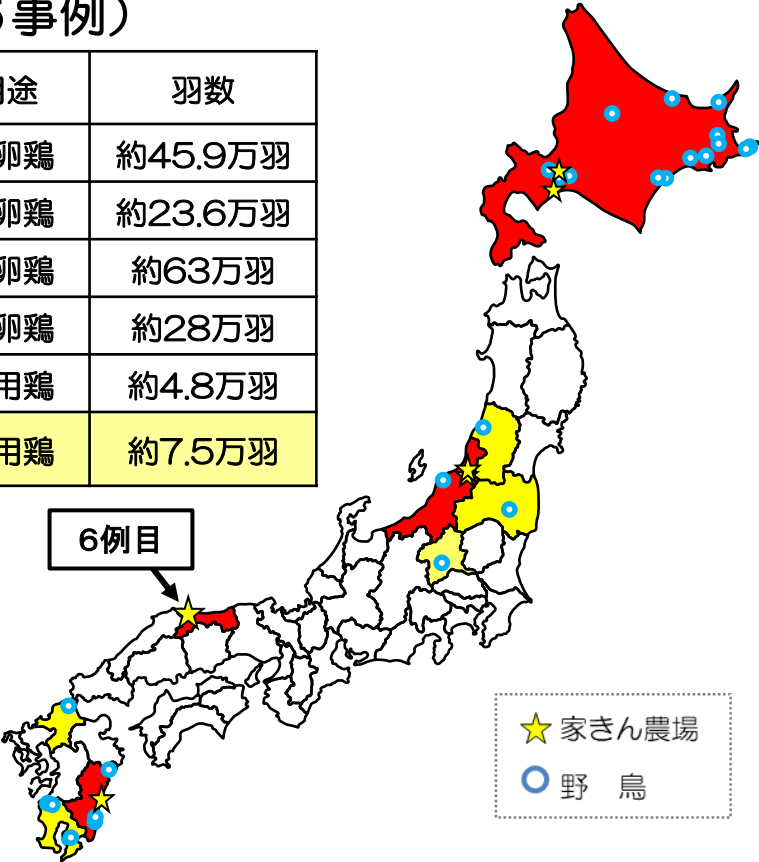 事例）
途 羽数
卵鶏 約45.9万羽
卵鶏 約23.6万羽
卵鶏 約63万羽
卵鶏 約28万羽
用鶏 約4.8万羽
用鶏 約7.5万羽
6例目
家きん農場
野 鳥